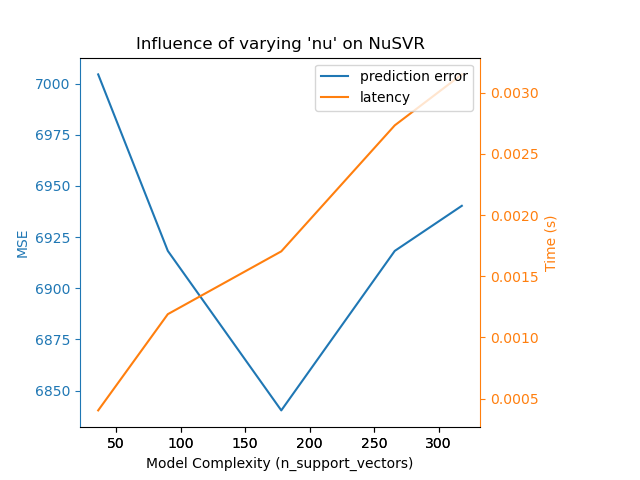 Influence of varying 'nu' on NuSVR
prediction error
latency
7000
6975
6950
6925
6900
6875
6850
MSE
0.0030
0.0025
0.0020
0.0015
0.0010
0.0005
Time (s)
50 100 150 200 250 300
Model Complexity (n_support_vectors)